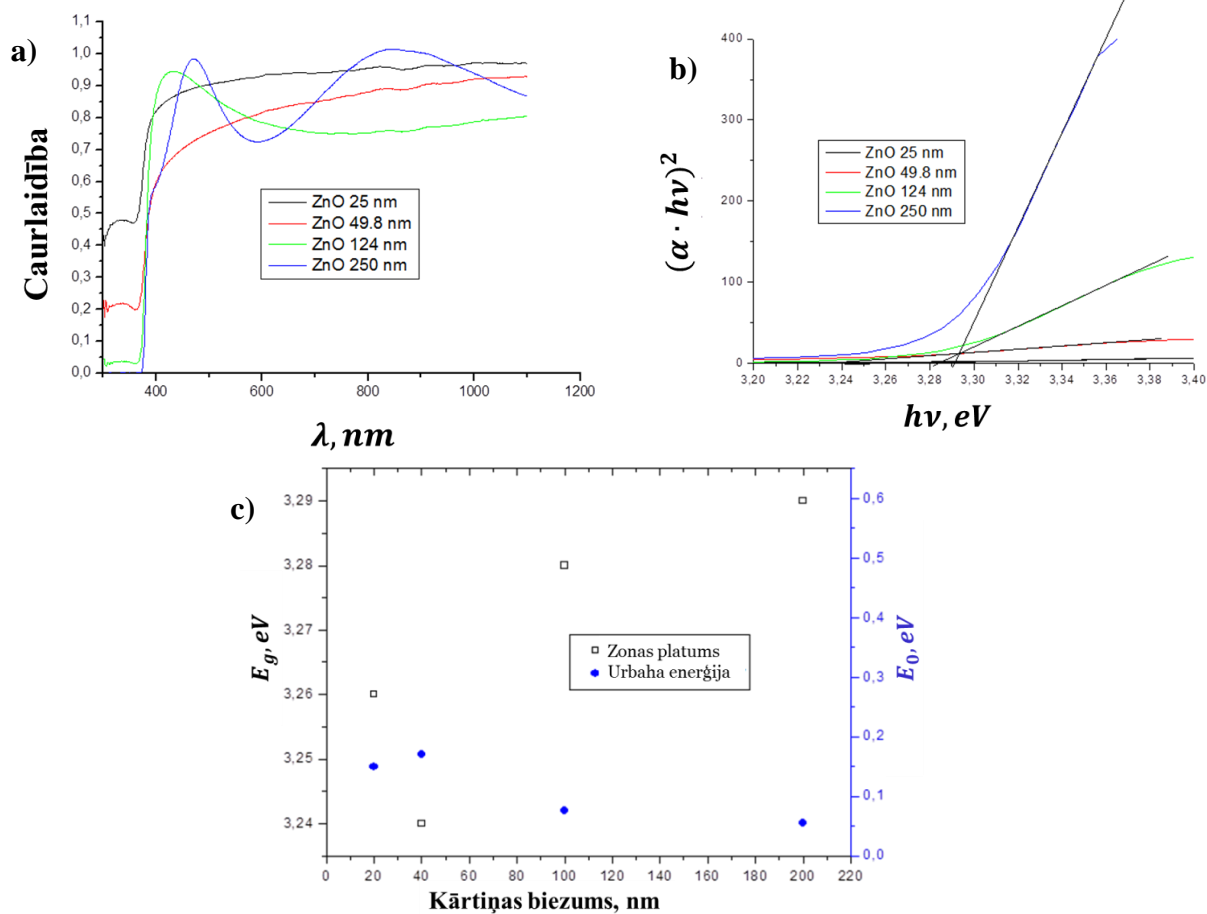 a)
Caurlaidība
1,1
1,0
0,9
0,8
0,7
0,6
0,5
0,4
0,3
0,2
0,1
0,0
ZnO 25 nm
ZnO 49.8 nm
ZnO 124 nm
ZnO 250 nm
400 600 800 1000 1200
λ, nm
b)
(α · hν)²
400
300
200
100
0
ZnO 25 nm
ZnO 49.8 nm
ZnO 124 nm
ZnO 250 nm
3,20 3,22 3,24 3,26 3,28 3,30 3,32 3,34 3,36 3,38 3,40
hν, eV
c)
E_g, eV
3,29
3,28
3,27
3,26
3,25
3,24
Zonas platums
Urbaha enerģija
0,6
0,5
0,4
0,3
0,2
0,1
0,0
E_0, eV
0 20 40 60 80 100 120 140 160 180 200 220
Kārtiņas biezums, nm